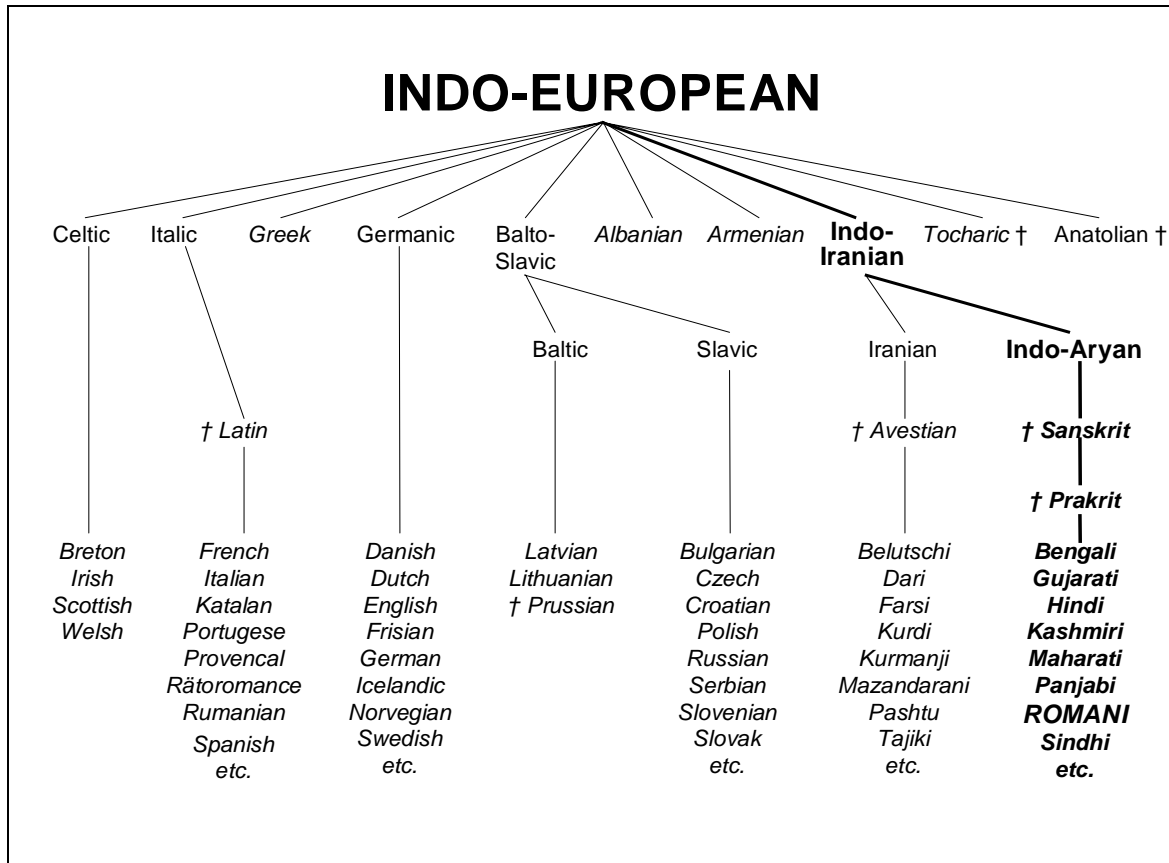 INDO-EUROPEAN
Celtic
Italic
Greek
Germanic
Balto-
Slavic
Albanian
Armenian
Indo-
Iranian
Tocharic †
Anatolian †
Baltic
Slavic
Iranian
Indo-Aryan
† Latin
† Avestian
† Sanskrit
† Prakrit
Breton
Irish
Scottish
Welsh
French
Italian
Katalan
Portugese
Provencal
Rätoromance
Rumanian
Spanish
etc.
Danish
Dutch
English
Frisian
German
Icelandic
Norvegian
Swedish
etc.
Latvian
Lithuanian
† Prussian
Bulgarian
Czech
Croatian
Polish
Russian
Serbian
Slovenian
Slovak
etc.
Belutschi
Dari
Farsi
Kurdi
Kurmanji
Mazandarani
Pashtu
Tajiki
etc.
Bengali
Gujarati
Hindi
Kashmiri
Maharati
Panjabi
ROMANI
Sindhi
etc.